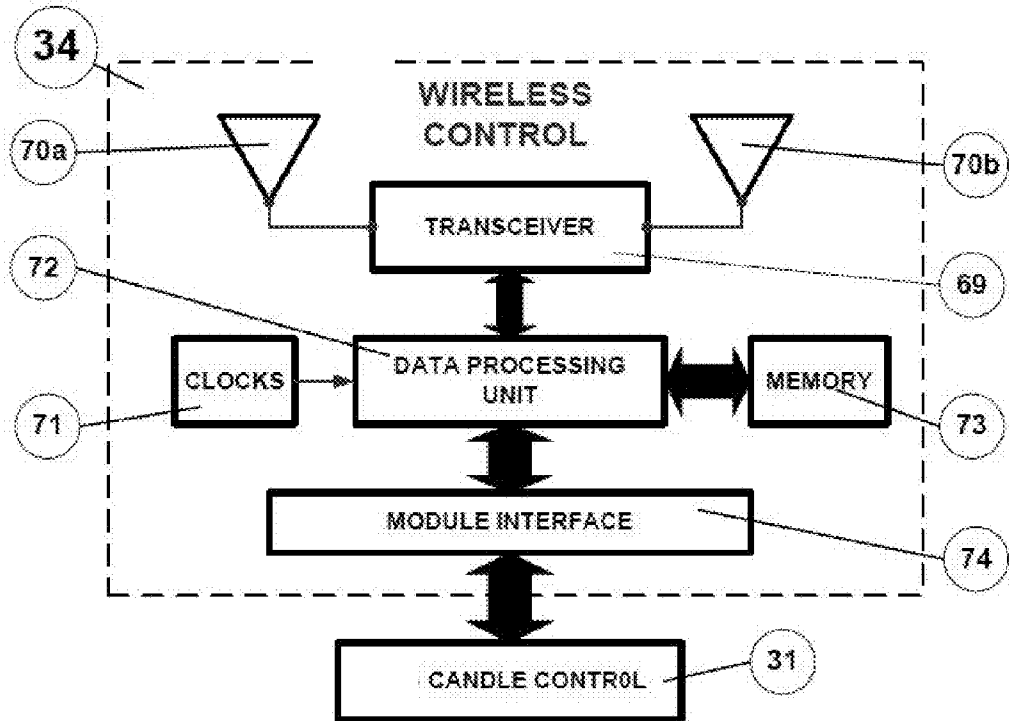 34
WIRELESS
CONTROL
70a
70b
TRANSCEIVER
72
69
CLOCKS
DATA PROCESSING
UNIT
MEMORY
71
73
MODULE INTERFACE
74
CANDLE CONTR0L
31